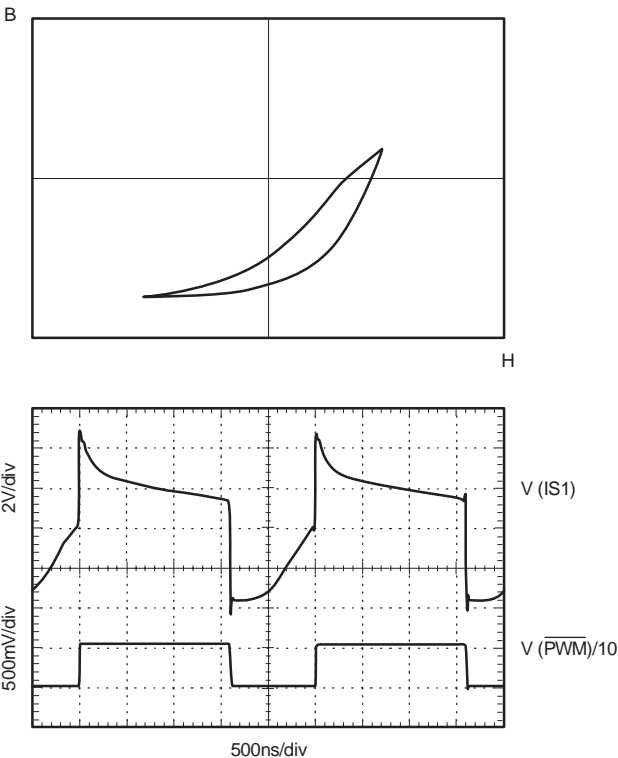 B
H
2V/div
V (IS1)
500mV/div
V (PWM)/10
500ns/div